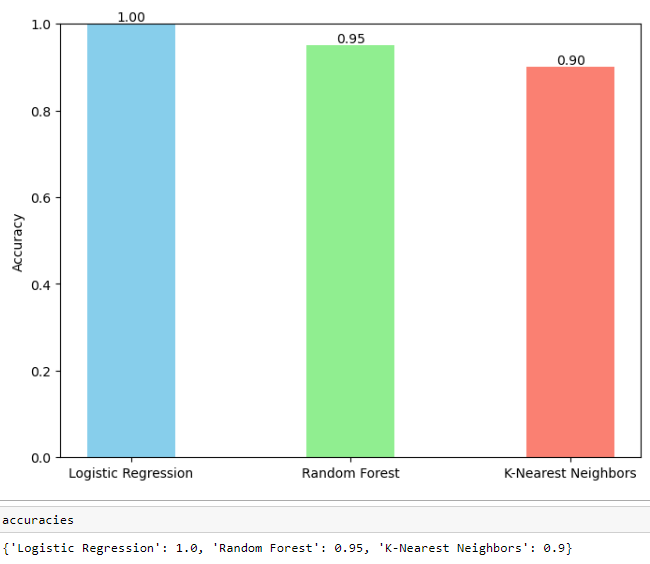 1.00
1.0
0.95
0.90
0.8
0.6
Accuracy
0.4
0.2
0.0
Logistic Regression Random Forest K-Nearest Neighbors
accuracies
{'Logistic Regression': 1.0, 'Random Forest': 0.95, 'K-Nearest Neighbors': 0.9}